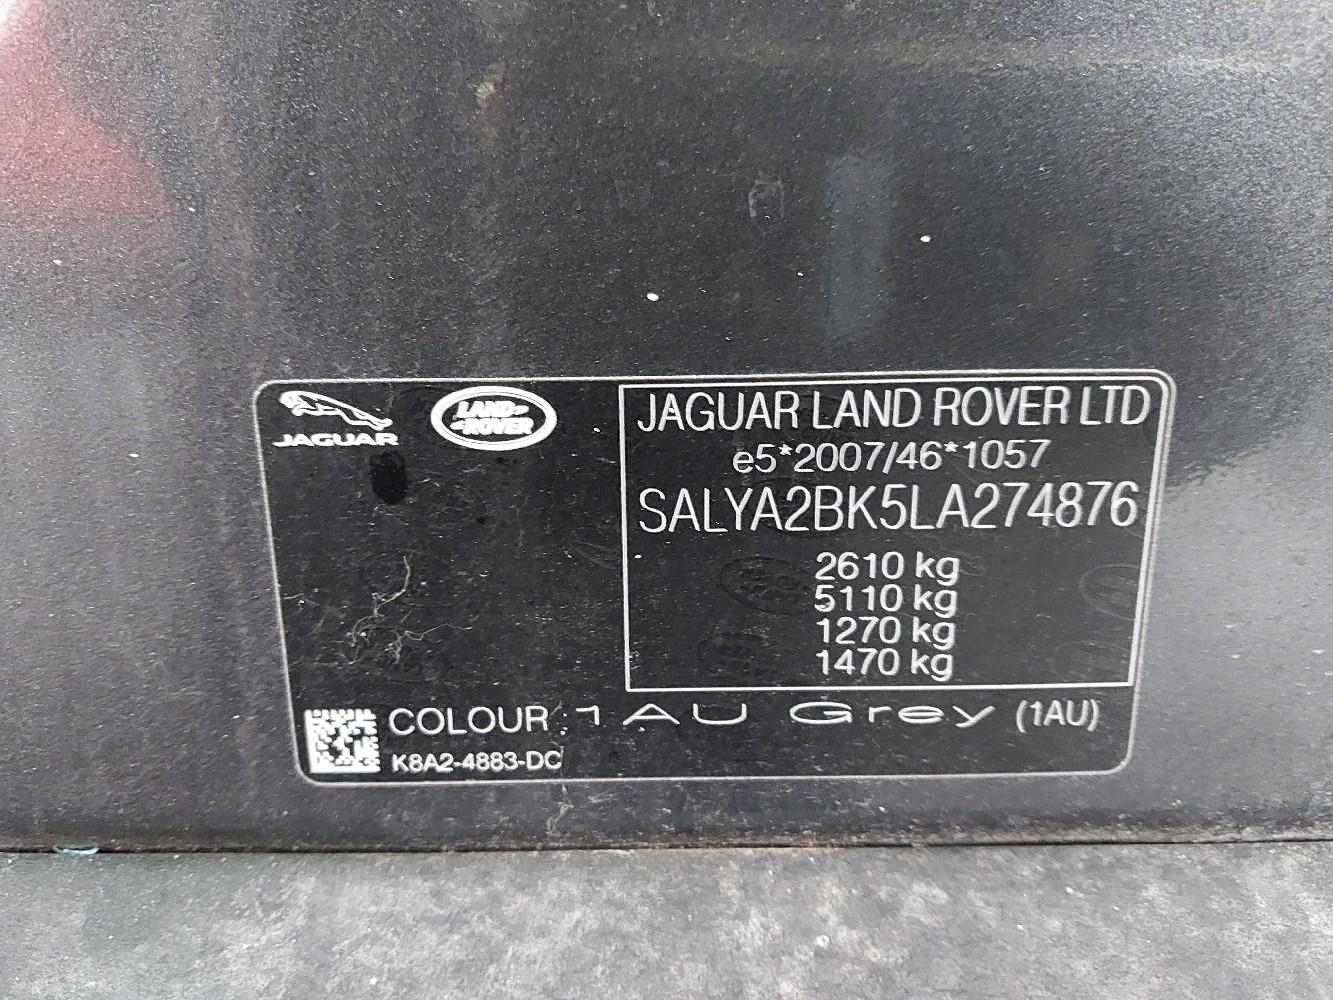 JAGUAR
LAND-
-ROVER
JAGUAR LAND ROVER LTD
e5*2007/46*1057
SALYA2BK5LA274876
2610 kg
5110 kg
1270 kg
1470 kg
COLOUR : 1AU Grey (1AU)
K8A2-4883-DC